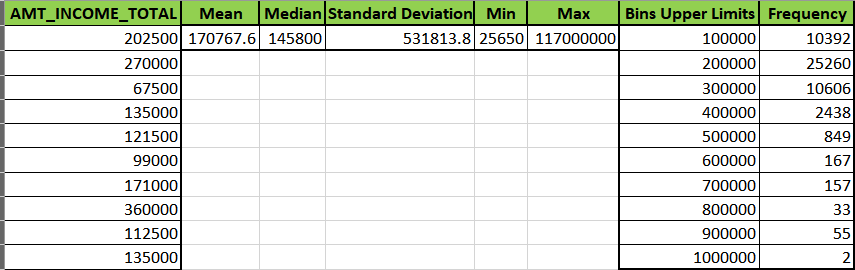 AMT_INCOME_TOTAL Mean Median Standard Deviation Min Max Bins Upper Limits Frequency
202500 170767.6 145800 531813.8 25650 117000000 100000 10392
270000 200000 25260
67500 300000 10606
135000 400000 2438
121500 500000 849
99000 600000 167
171000 700000 157
360000 800000 33
112500 900000 55
135000 1000000 2